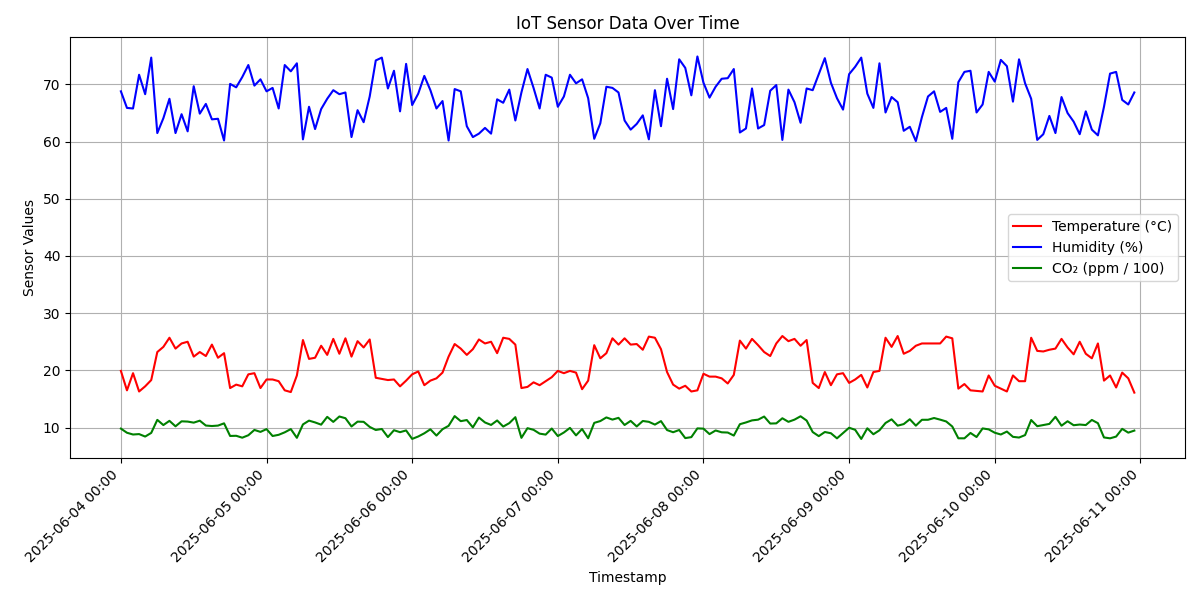 IoT Sensor Data Over Time
70
60
50
40
30
20
10
Sensor Values
Temperature (°C)
Humidity (%)
CO₂ (ppm / 100)
2025-06-04 00:00
2025-06-05 00:00
2025-06-06 00:00
2025-06-07 00:00
2025-06-08 00:00
2025-06-09 00:00
2025-06-10 00:00
2025-06-11 00:00
Timestamp